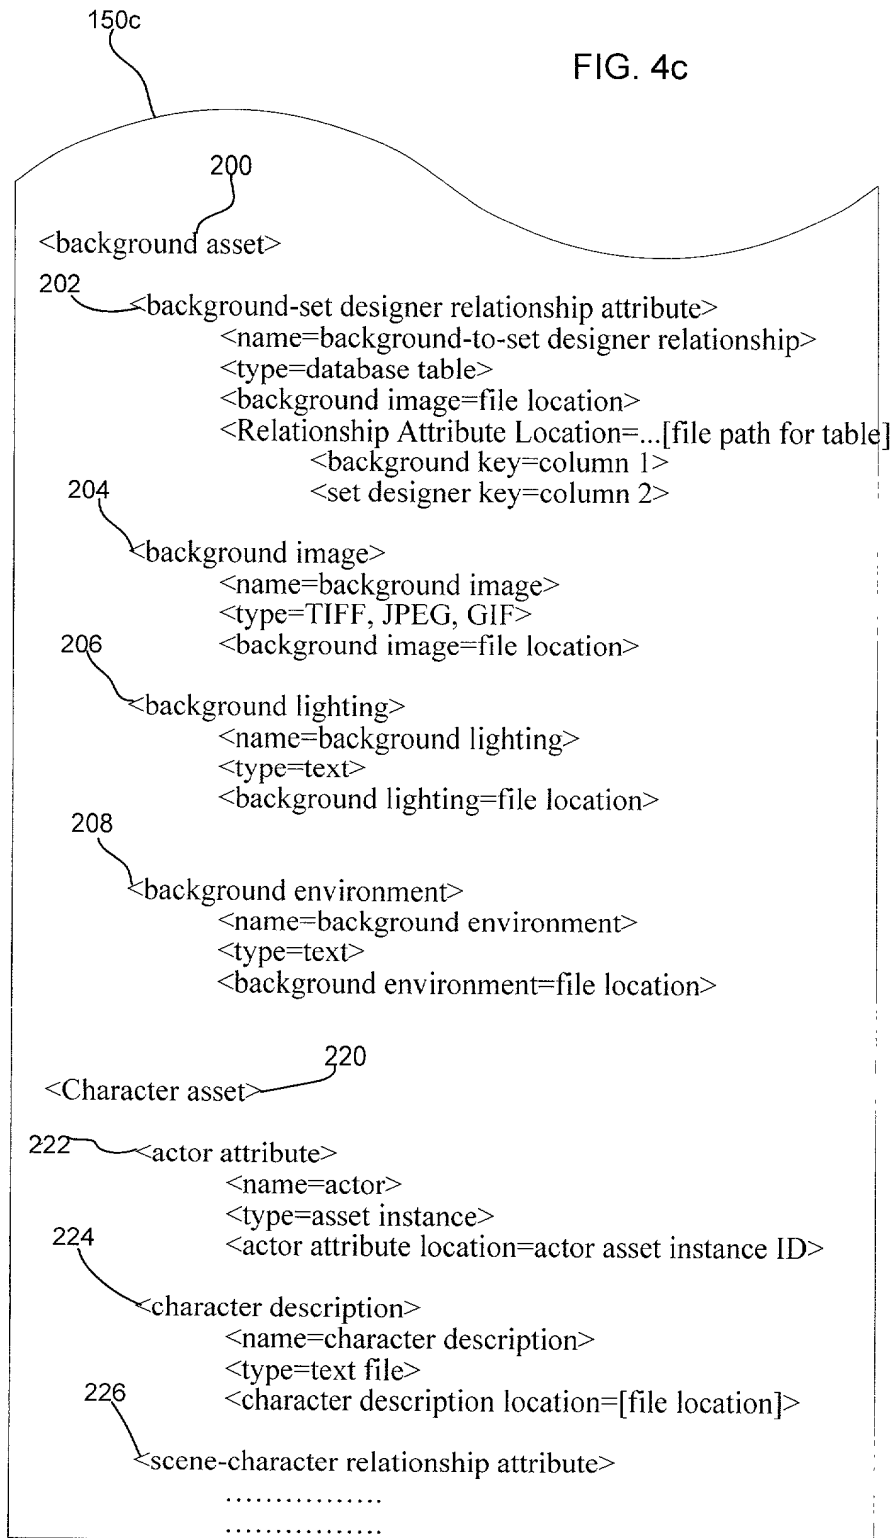 150c
FIG. 4c
200
<background asset>
202
<background-set designer relationship attribute>
<name=background-to-set designer relationship>
<type=database table>
<background image=file location>
<Relationship Attribute Location=...[file path for table]
<background key=column 1>
<set designer key=column 2>
204
<background image>
<name=background image>
<type=TIFF, JPEG, GIF>
<background image=file location>
206
<background lighting>
<name=background lighting>
<type=text>
<background lighting=file location>
208
<background environment>
<name=background environment>
<type=text>
<background environment=file location>
220
<Character asset>
222
<actor attribute>
<name=actor>
<type=asset instance>
<actor attribute location=actor asset instance ID>
224
<character description>
<name=character description>
<type=text file>
<character description location=[file location]>
226
<scene-character relationship attribute>
................
................